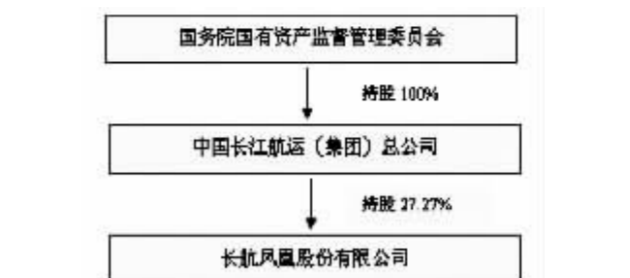 国务院国有资产监督管理委员会
持股 100%
中国长江航运（集团）总公司
持股 27.27%
长航凤凰股份有限公司